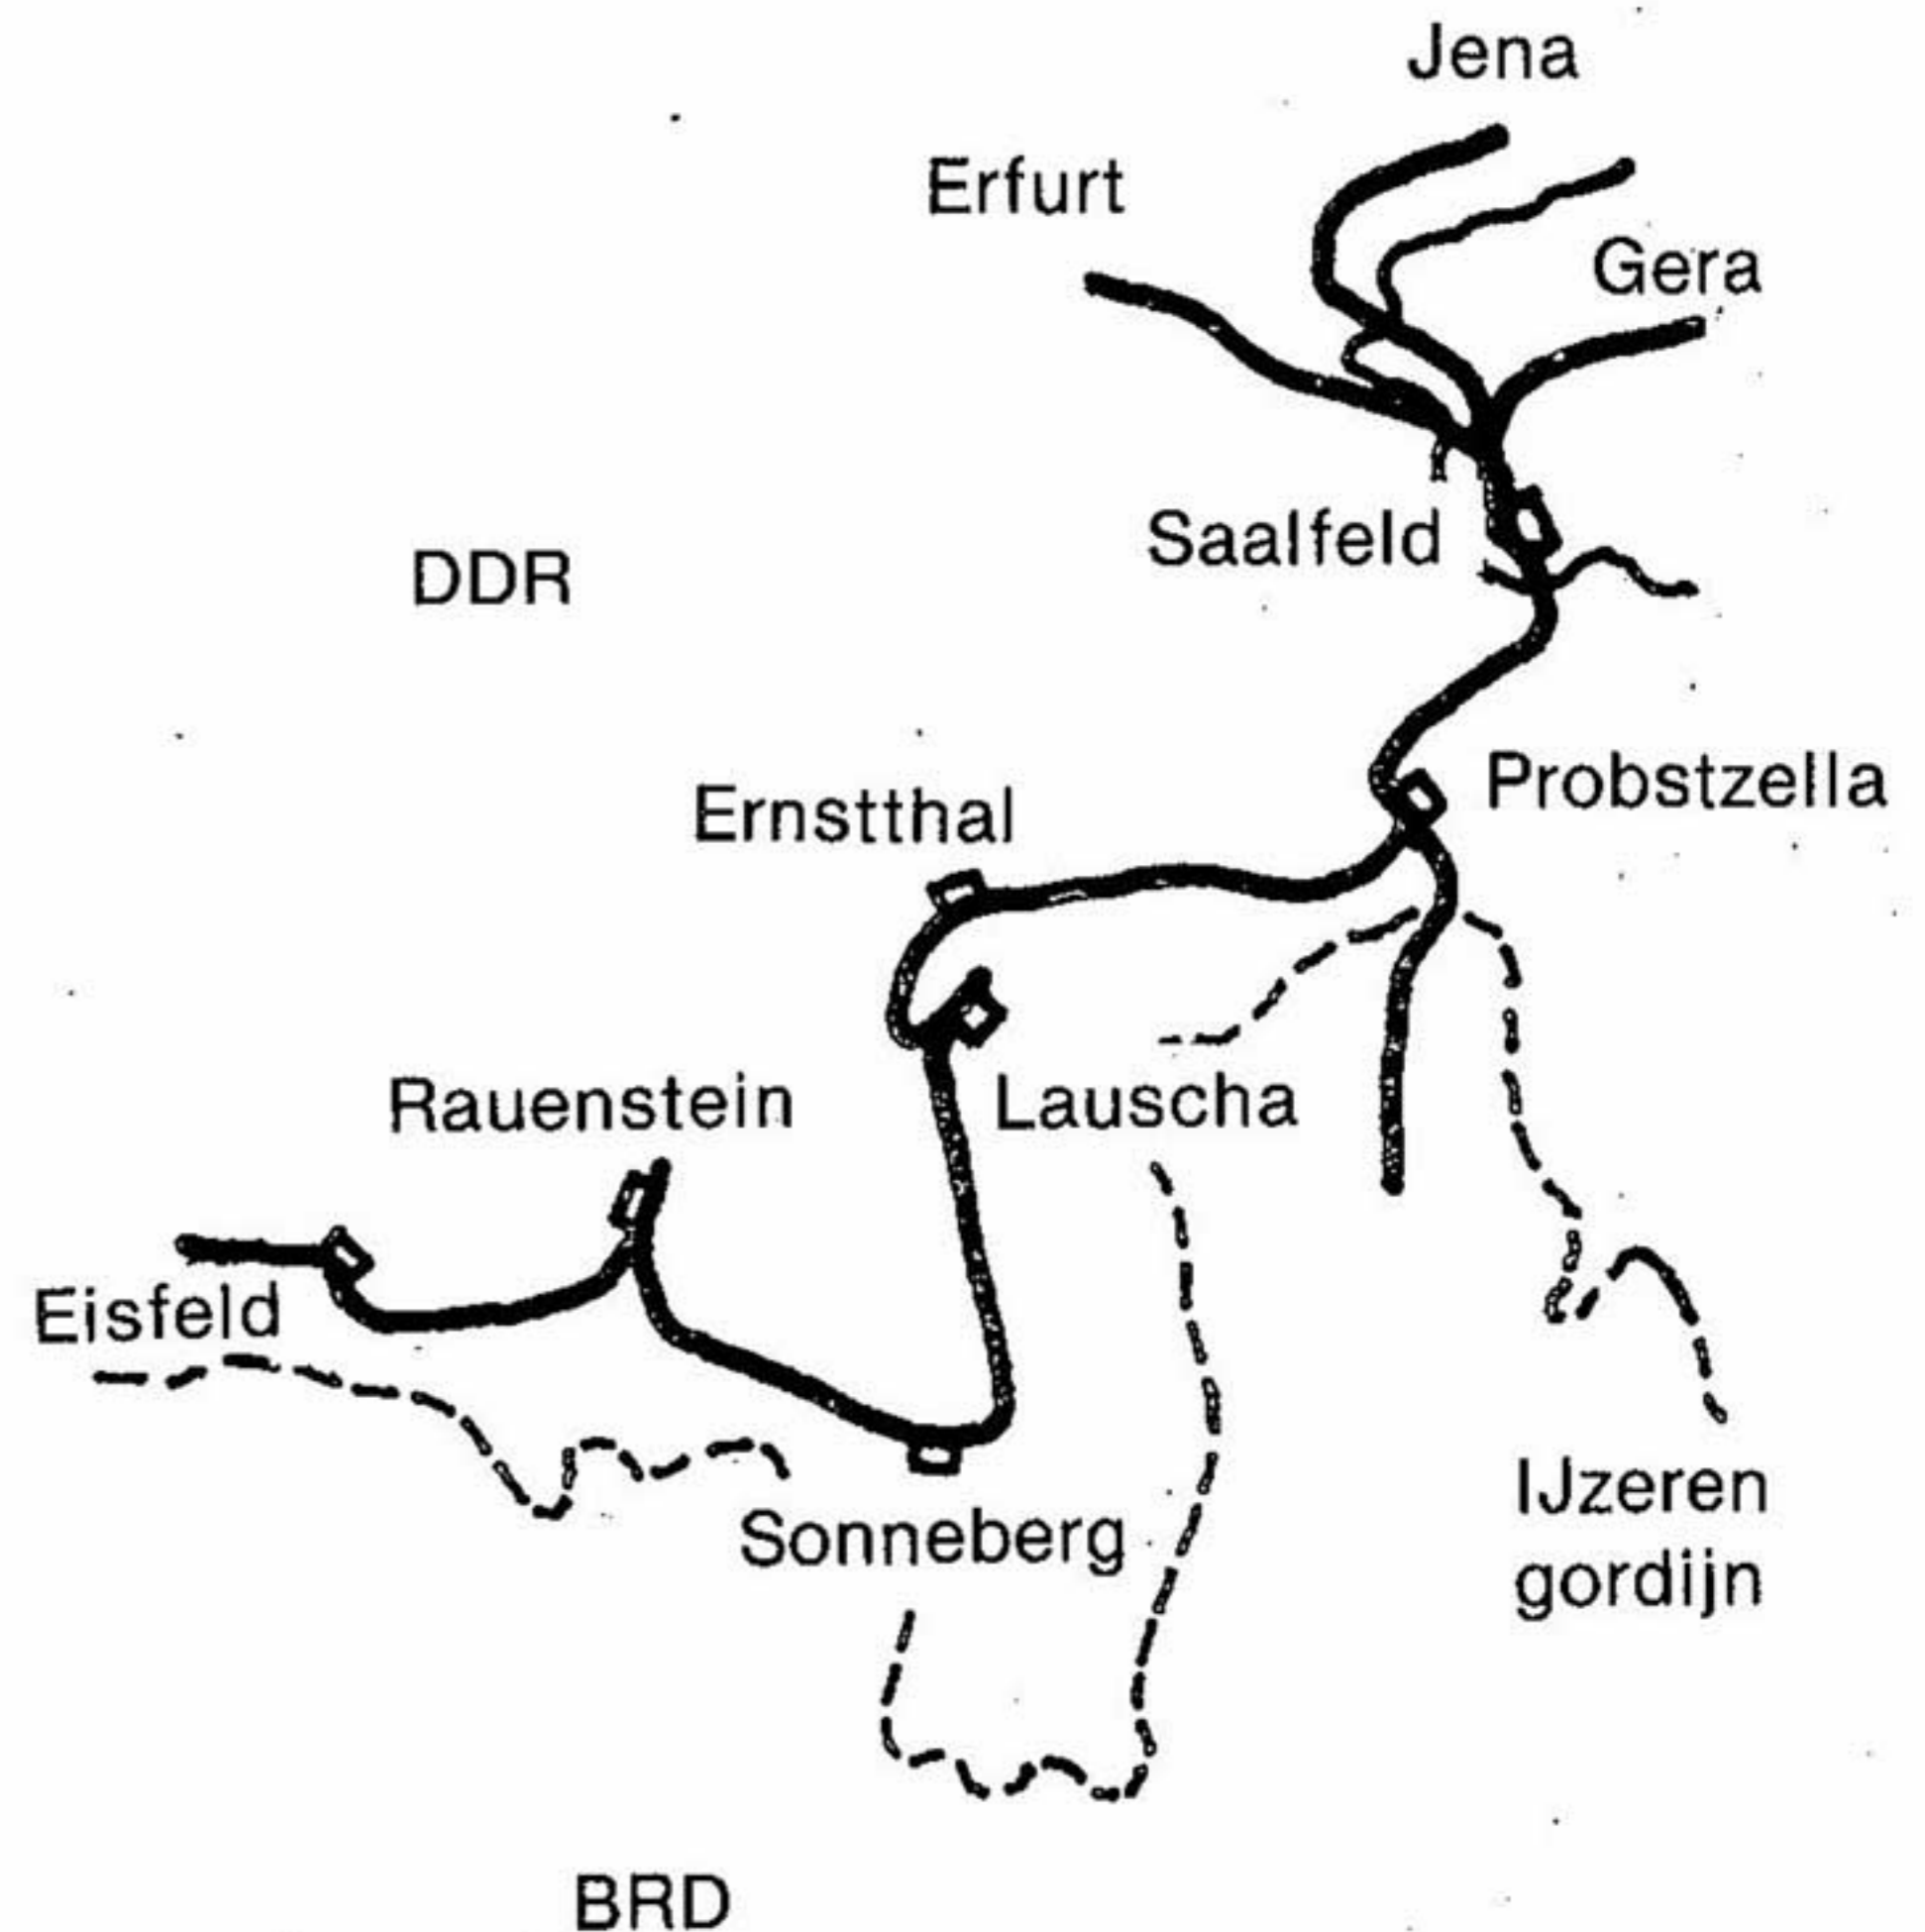 Jena
Erfurt
Gera
Saalfeld
DDR
Probstzella
Ernstthal
Rauenstein
Lauscha
Eisfeld
IJzeren
gordijn
Sonneberg
BRD